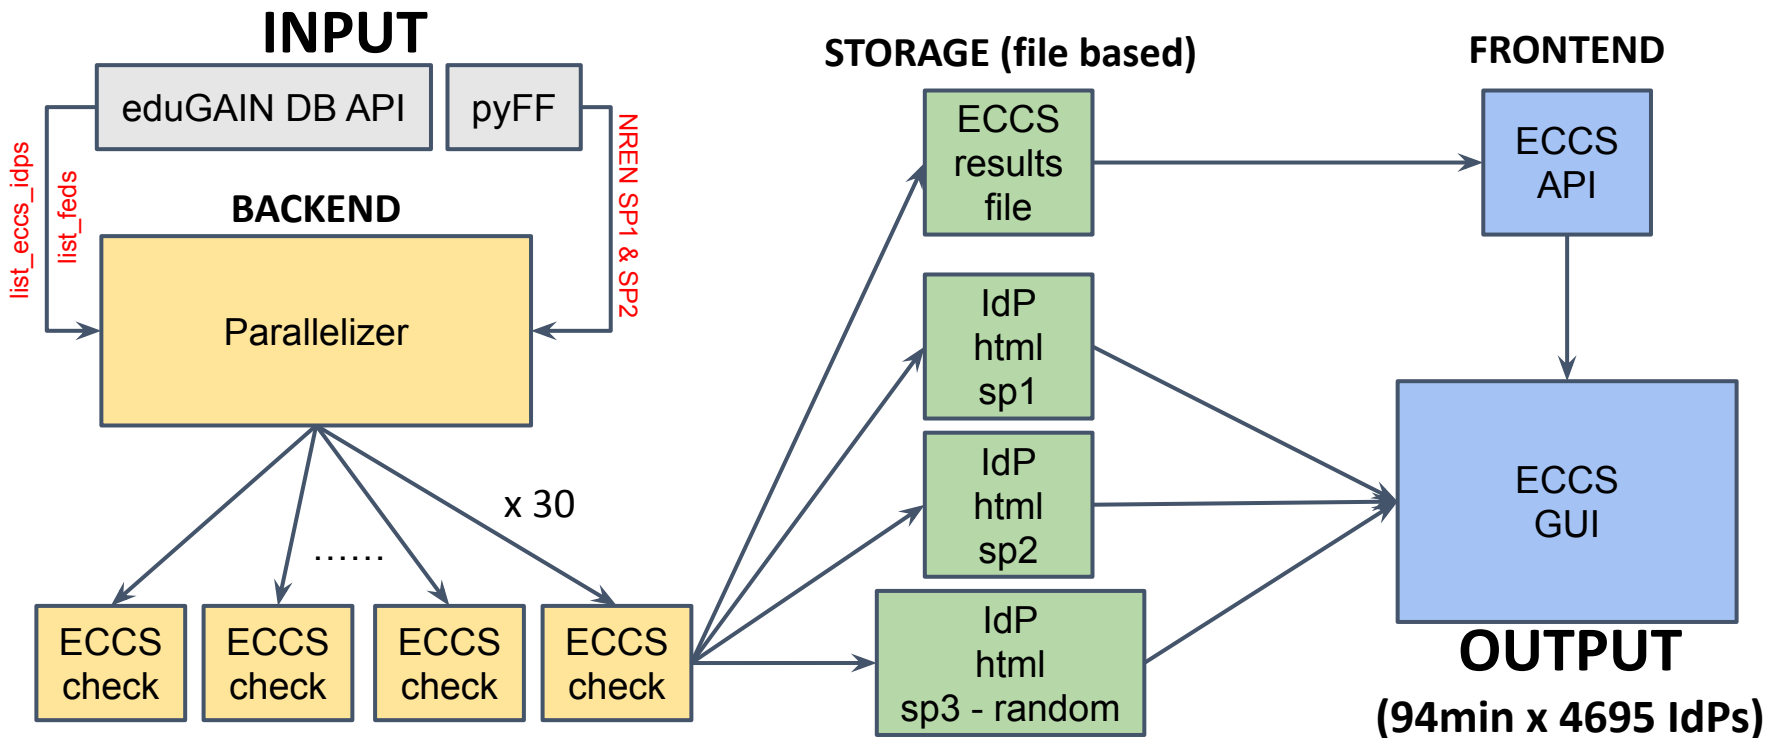 INPUT
eduGAIN DB API
pyFF
list_eccs_idps
list_feds
NREN SP1 & SP2
BACKEND
Parallelizer
x 30
......
ECCS
check
ECCS
check
ECCS
check
ECCS
check
STORAGE (file based)
ECCS
results
file
IdP
html
sp1
IdP
html
sp2
IdP
html
sp3 - random
FRONTEND
ECCS
API
ECCS
GUI
OUTPUT
(94min x 4695 IdPs)